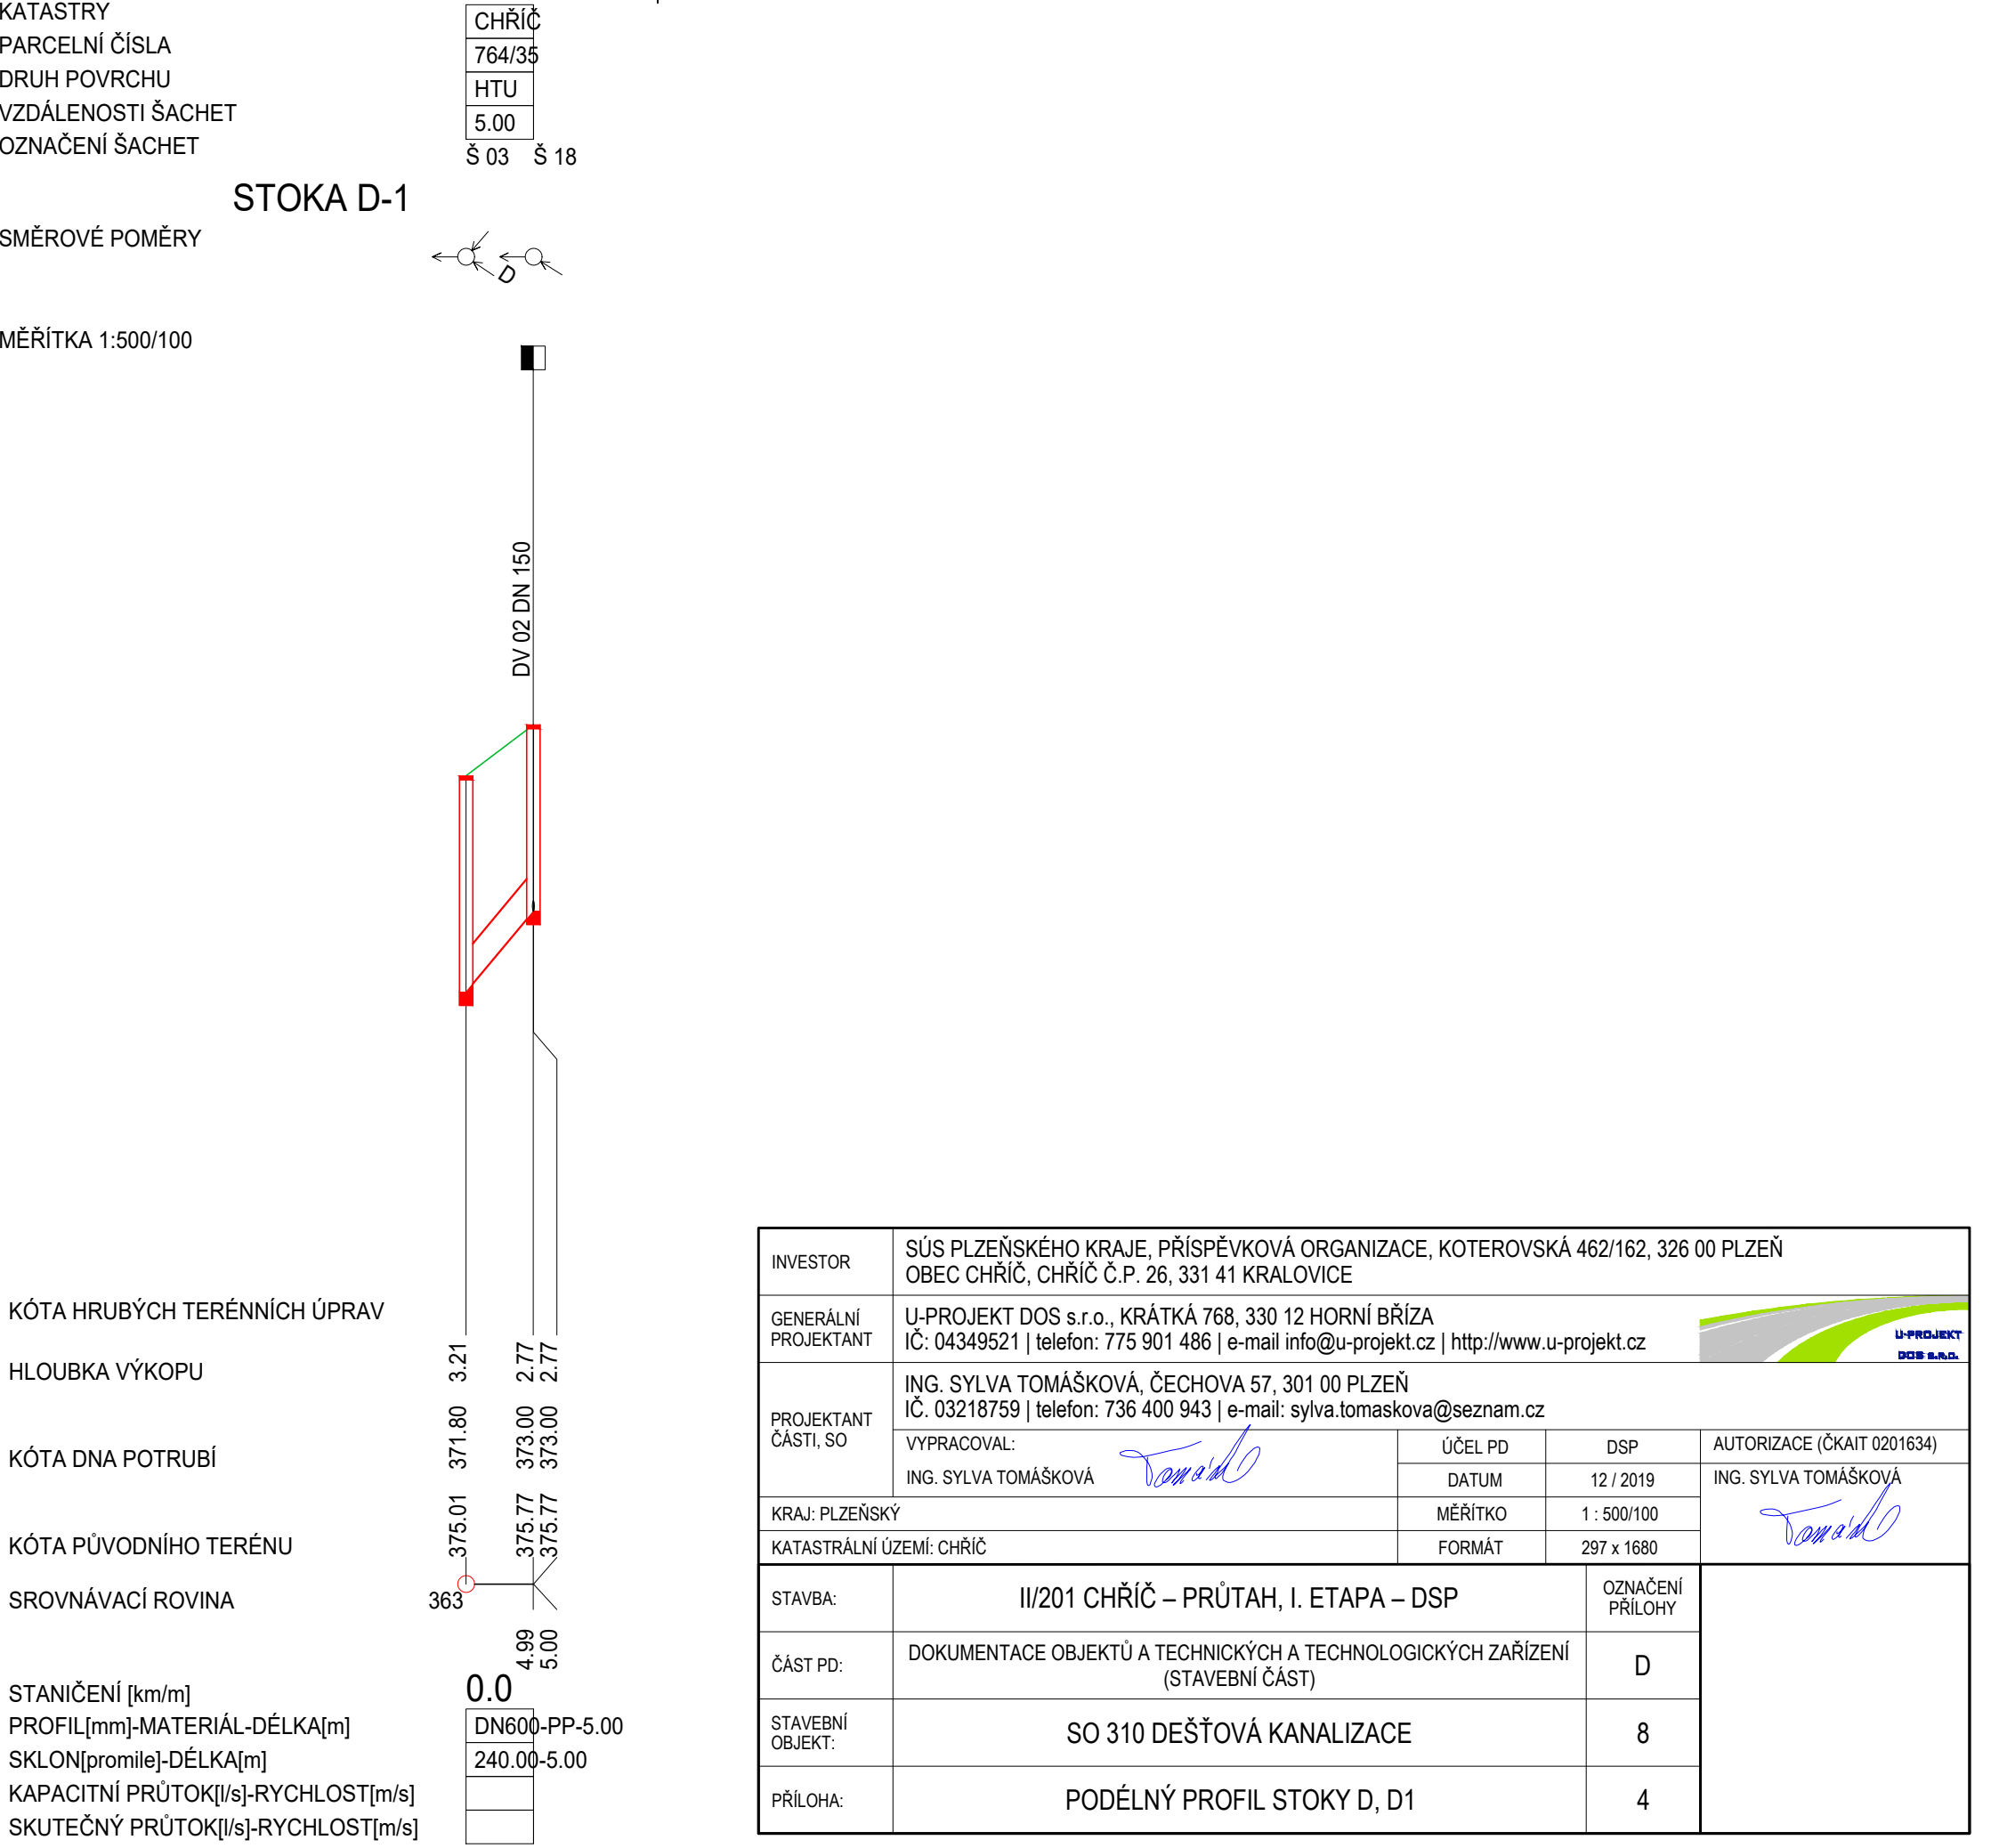 KATASTRY
CHŘÍČ
PARCELNÍ ČÍSLA
764/35
DRUH POVRCHU
HTU
VZDÁLENOSTI ŠACHET
5.00
OZNAČENÍ ŠACHET
Š 03 Š 18
STOKA D-1
SMĚROVÉ POMĚRY
D
MĚŘÍTKA 1:500/100
DV 02 DN 150
KÓTA HRUBÝCH TERÉNNÍCH ÚPRAV
HLOUBKA VÝKOPU
3.21 2.77 2.77
KÓTA DNA POTRUBÍ
371.80 373.00 373.00
KÓTA PŮVODNÍHO TERÉNU
375.01 375.77 375.77
SROVNÁVACÍ ROVINA
363
4.99 5.00
STANIČENÍ [km/m]
0.0
PROFIL[mm]-MATERIÁL-DÉLKA[m]
DN600-PP-5.00
SKLON[promile]-DÉLKA[m]
240.00-5.00
KAPACITNÍ PRŮTOK[l/s]-RYCHLOST[m/s]
SKUTEČNÝ PRŮTOK[l/s]-RYCHLOST[m/s]
INVESTOR
SÚS PLZEŇSKÉHO KRAJE, PŘÍSPĚVKOVÁ ORGANIZACE, KOTEROVSKÁ 462/162, 326 00 PLZEŇ
OBEC CHŘÍČ, CHŘÍČ Č.P. 26, 331 41 KRALOVICE
GENERÁLNÍ
PROJEKTANT
U-PROJEKT DOS s.r.o., KRÁTKÁ 768, 330 12 HORNÍ BŘÍZA
IČ: 04349521 | telefon: 775 901 486 | e-mail info@u-projekt.cz | http://www.u-projekt.cz
U-PROJEKT
DOS s.r.o.
PROJEKTANT
ČÁSTI, SO
ING. SYLVA TOMÁŠKOVÁ, ČECHOVA 57, 301 00 PLZEŇ
IČ. 03218759 | telefon: 736 400 943 | e-mail: sylva.tomaskova@seznam.cz
VYPRACOVAL:
ING. SYLVA TOMÁŠKOVÁ
ÚČEL PD
DSP
AUTORIZACE (ČKAIT 0201634)
DATUM
12 / 2019
ING. SYLVA TOMÁŠKOVÁ
KRAJ: PLZEŇSKÝ
MĚŘÍTKO
1 : 500/100
KATASTRÁLNÍ ÚZEMÍ: CHŘÍČ
FORMÁT
297 x 1680
STAVBA:
II/201 CHŘÍČ – PRŮTAH, I. ETAPA – DSP
OZNAČENÍ
PŘÍLOHY
ČÁST PD:
DOKUMENTACE OBJEKTŮ A TECHNICKÝCH A TECHNOLOGICKÝCH ZAŘÍZENÍ
(STAVEBNÍ ČÁST)
D
STAVEBNÍ
OBJEKT:
SO 310 DEŠŤOVÁ KANALIZACE
8
PŘÍLOHA:
PODÉLNÝ PROFIL STOKY D, D1
4